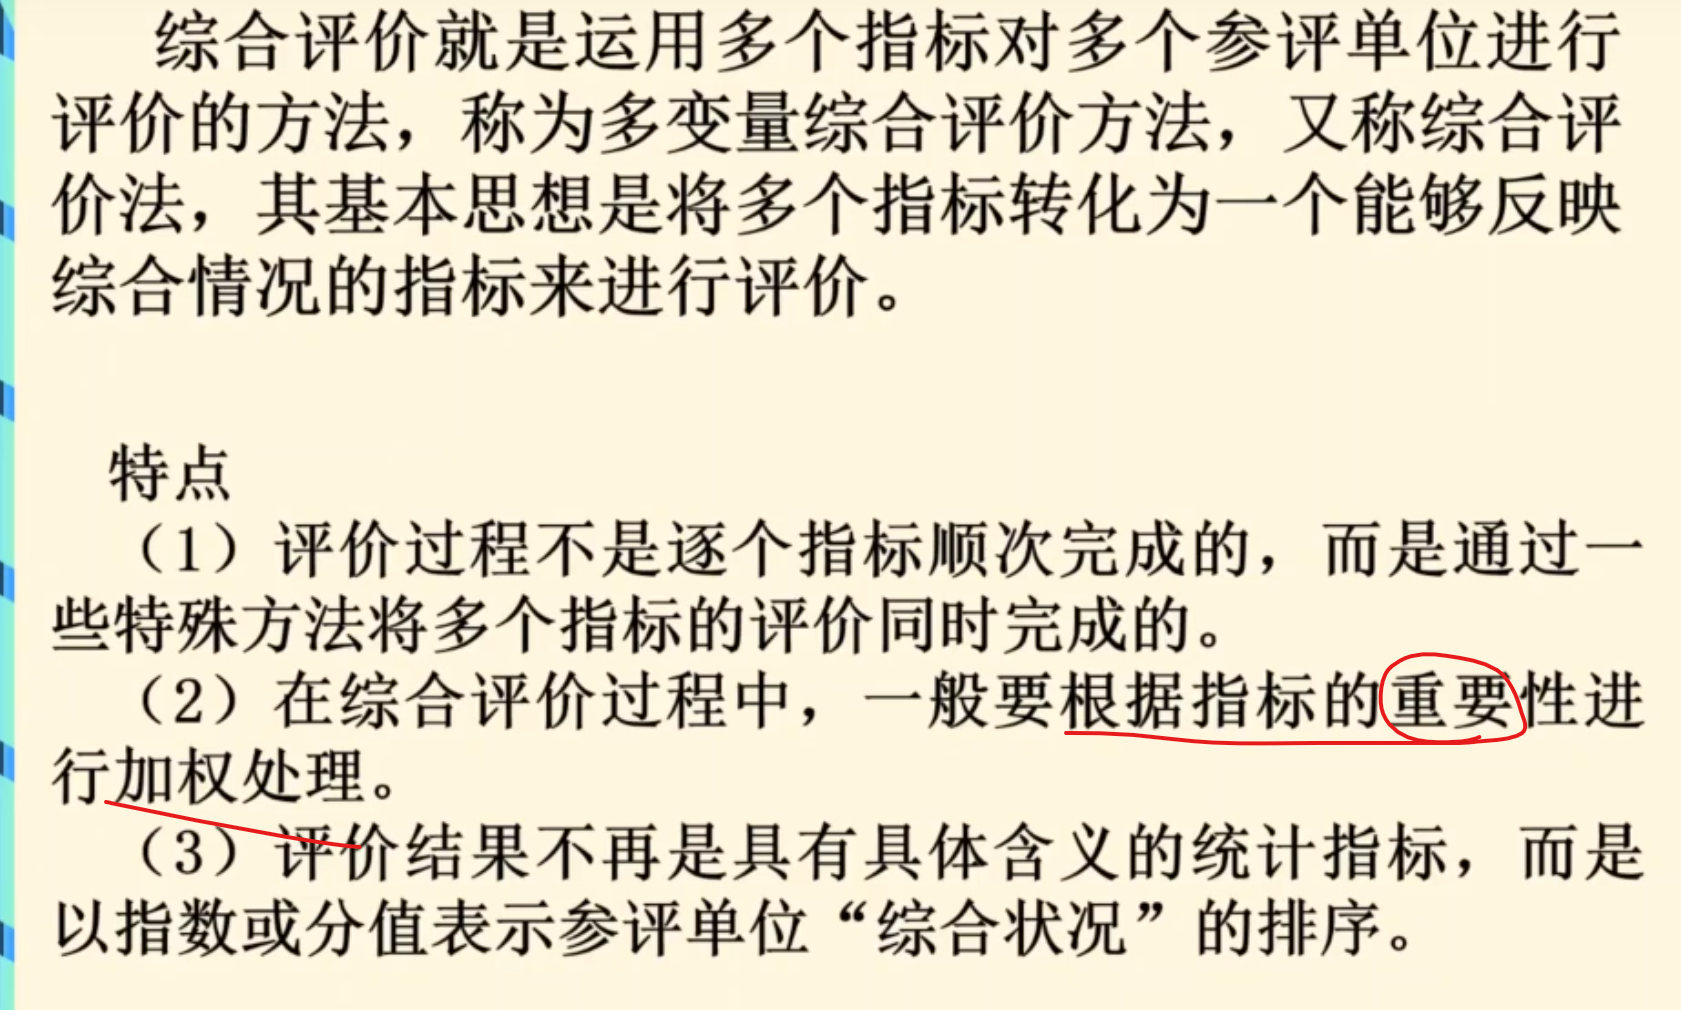 综合评价就是运用多个指标对多个参评单位进行
评价的方法，称为多变量综合评价方法，又称综合评
价法，其基本思想是将多个指标转化为一个能够反映
综合情况的指标来进行评价。
特点
（1）评价过程不是逐个指标顺次完成的，而是通过一
些特殊方法将多个指标的评价同时完成的。
（2）在综合评价过程中，一般要根据指标的重要性进
行加权处理。
（3）评价结果不再是具有具体含义的统计指标，而是
以指数或分值表示参评单位“综合状况”的排序。